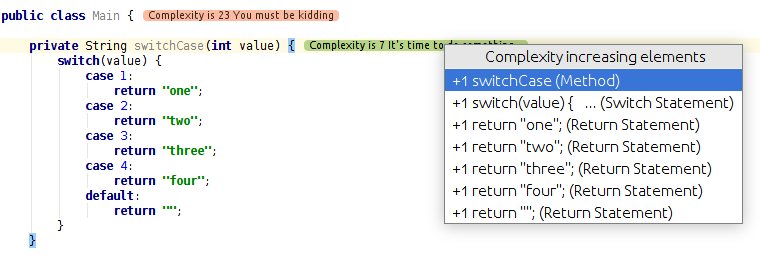 public class Main { Complexity is 23 You must be kidding
private String switchCase(int value) { Complexity is 7 It's time to do something...
switch(value) {
case 1:
return "one";
case 2:
return "two";
case 3:
return "three";
case 4:
return "four";
default:
return "";
}
}
Complexity increasing elements
+1 switchCase (Method)
+1 switch(value) { ... (Switch Statement)
+1 return "one"; (Return Statement)
+1 return "two"; (Return Statement)
+1 return "three"; (Return Statement)
+1 return "four"; (Return Statement)
+1 return ""; (Return Statement)